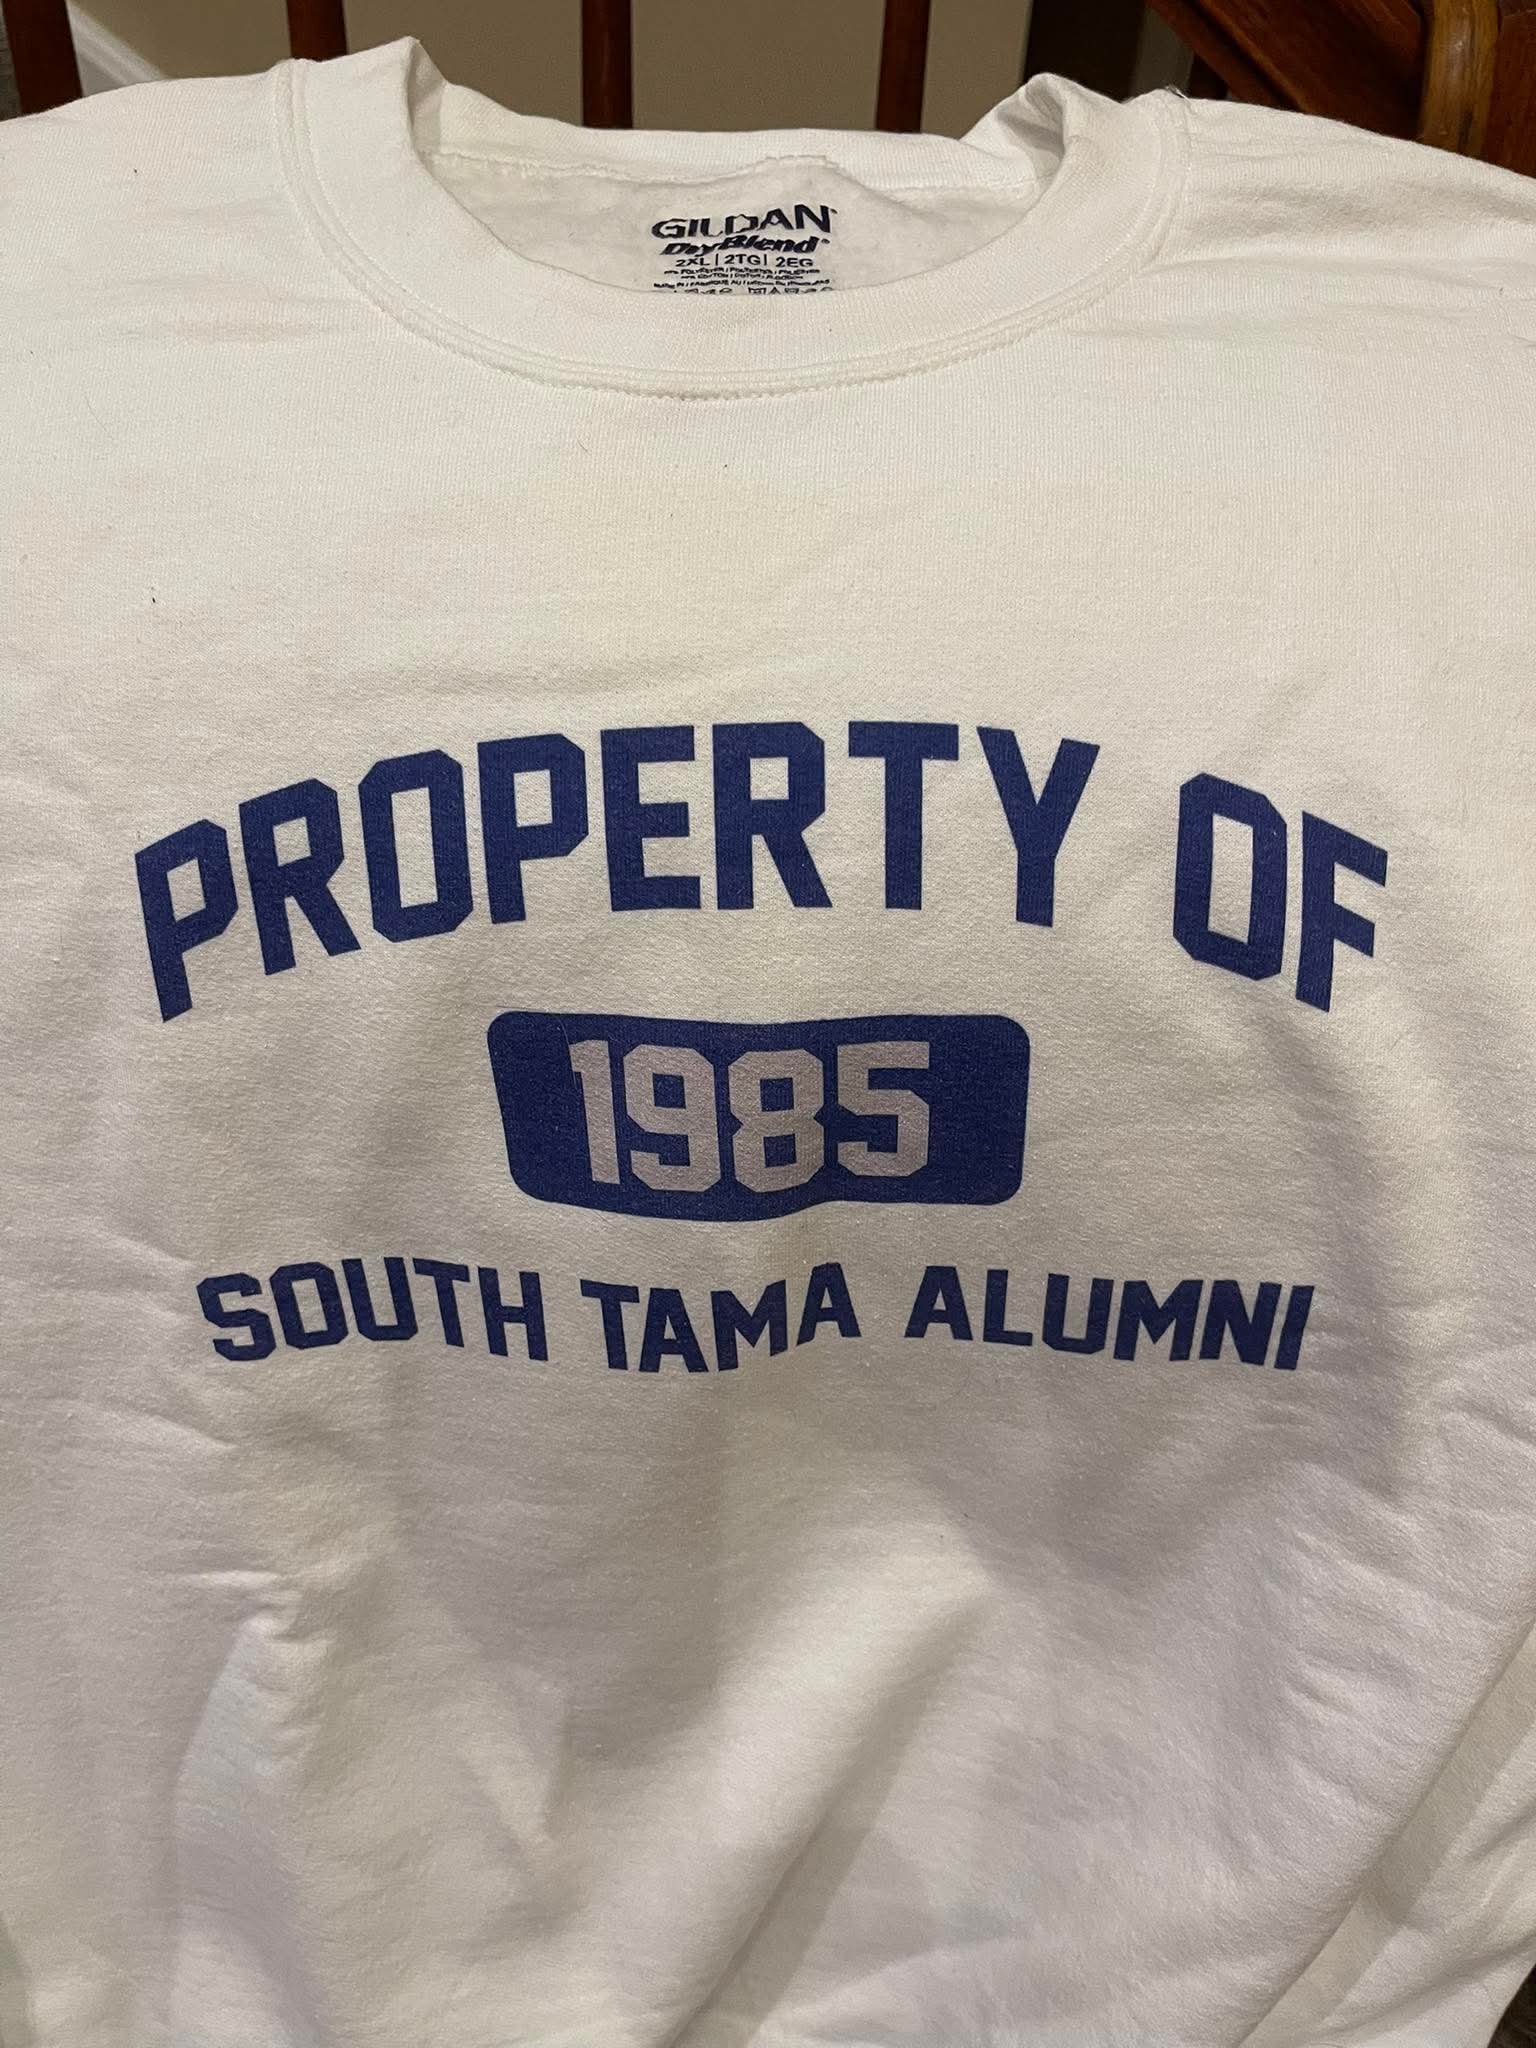 GILDAN®
DryBlend®
2XL | 2TG | 2EG
PROPERTY OF
1985
SOUTH TAMA ALUMNI